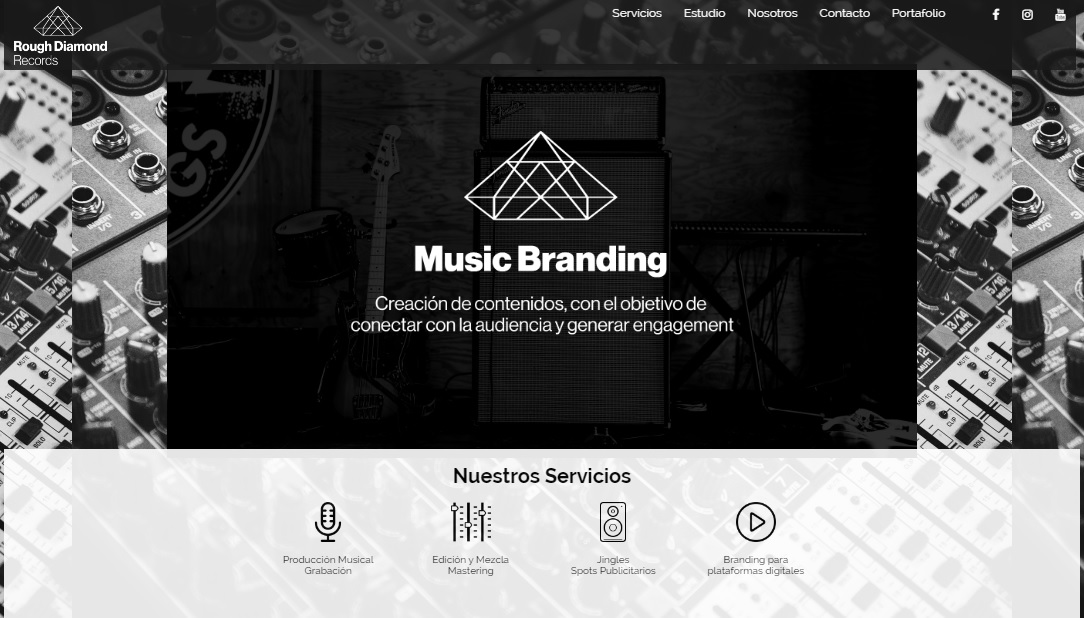 Servicios Estudio Nosotros Contacto Portafolio
Rough Diamond
Records
Music Branding
Creación de contenidos, con el objetivo de
conectar con la audiencia y generar engagement
Nuestros Servicios
Producción Musical
Grabación
Edición y Mezcla
Mastering
Jingles
Spots Publicitarios
Branding para
plataformas digitales